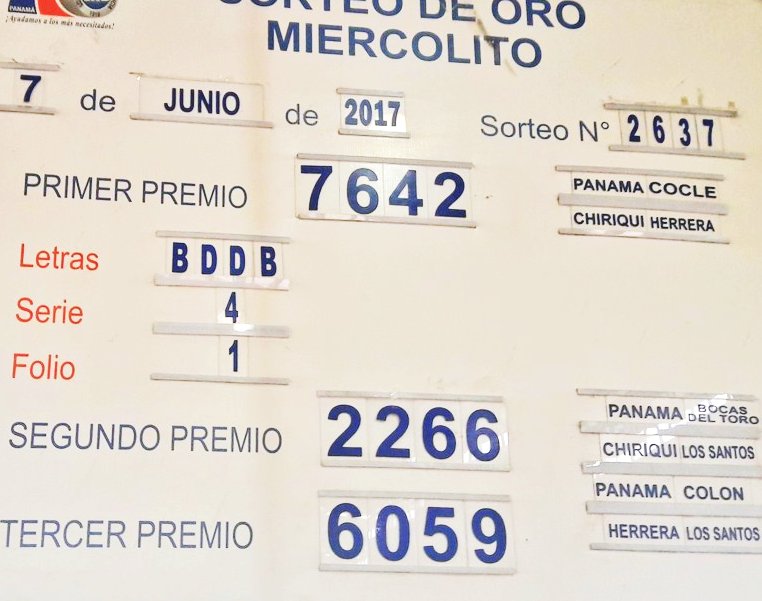 PANAMÁ
¡Ayudamos a los más necesitados!
SORTEO DE ORO
MIERCOLITO
7 de JUNIO de 2017 Sorteo N° 2637
PRIMER PREMIO 7642 PANAMA COCLE
CHIRIQUI HERRERA
Letras BDDB
Serie 4
Folio 1
SEGUNDO PREMIO 2266 PANAMA BOCAS DEL TORO
CHIRIQUI LOS SANTOS
TERCER PREMIO 6059 PANAMA COLON
HERRERA LOS SANTOS